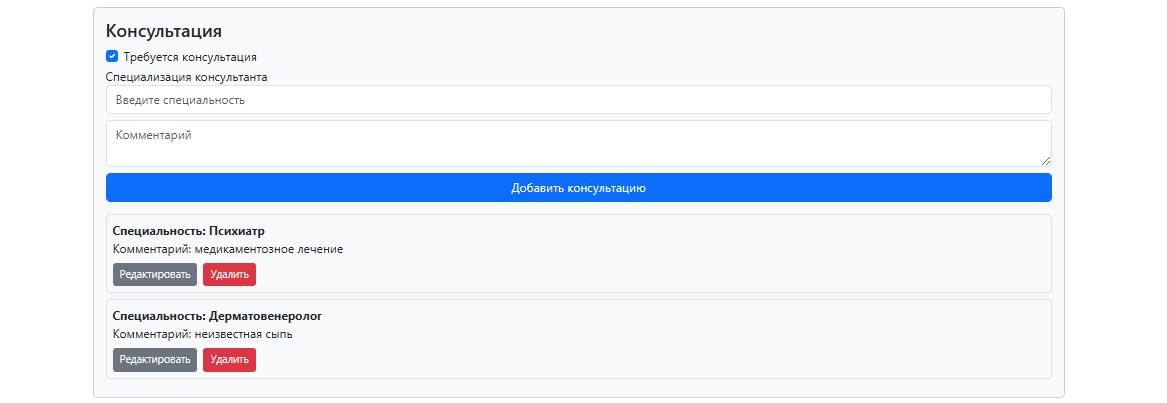 Консультация
Требуется консультация
Специализация консультанта
Введите специальность
Комментарий
Добавить консультацию
Специальность: Психиатр
Комментарий: медикаментозное лечение
Редактировать Удалить
Специальность: Дерматовенеролог
Комментарий: неизвестная сыпь
Редактировать Удалить